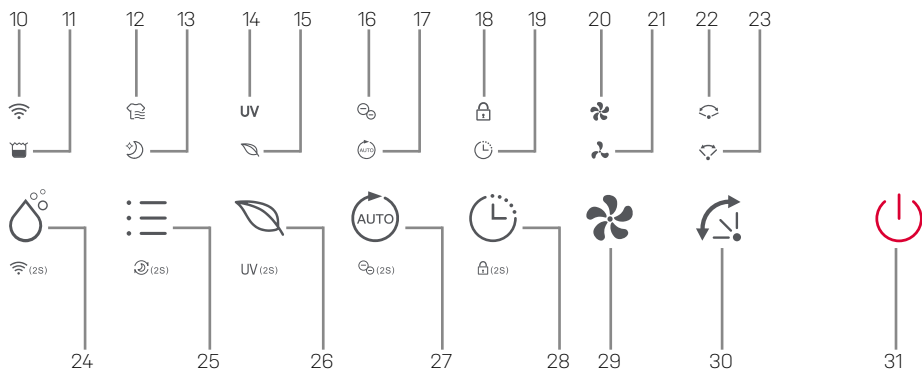 10 11 12 13 14 15 16 17 18 19 20 21 22 23
UV
AUTO
AUTO
(2S) (2S) UV (2S) (2S) (2S)
24 25 26 27 28 29 30 31